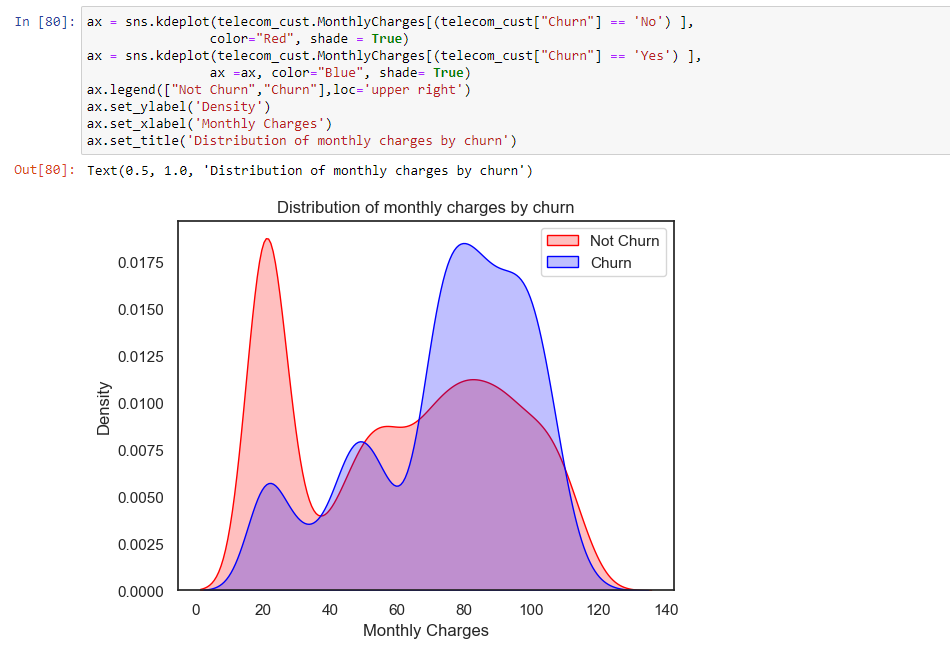 In [80]: ax = sns.kdeplot(telecom_cust.MonthlyCharges[(telecom_cust["Churn"] == 'No') ],
color="Red", shade = True)
ax = sns.kdeplot(telecom_cust.MonthlyCharges[(telecom_cust["Churn"] == 'Yes') ],
ax =ax, color="Blue", shade= True)
ax.legend(["Not Churn","Churn"],loc='upper right')
ax.set_ylabel('Density')
ax.set_xlabel('Monthly Charges')
ax.set_title('Distribution of monthly charges by churn')
Out[80]: Text(0.5, 1.0, 'Distribution of monthly charges by churn')
Distribution of monthly charges by churn
Not Churn
Churn
0.0175
0.0150
0.0125
0.0100
0.0075
0.0050
0.0025
0.0000
Density
0 20 40 60 80 100 120 140
Monthly Charges